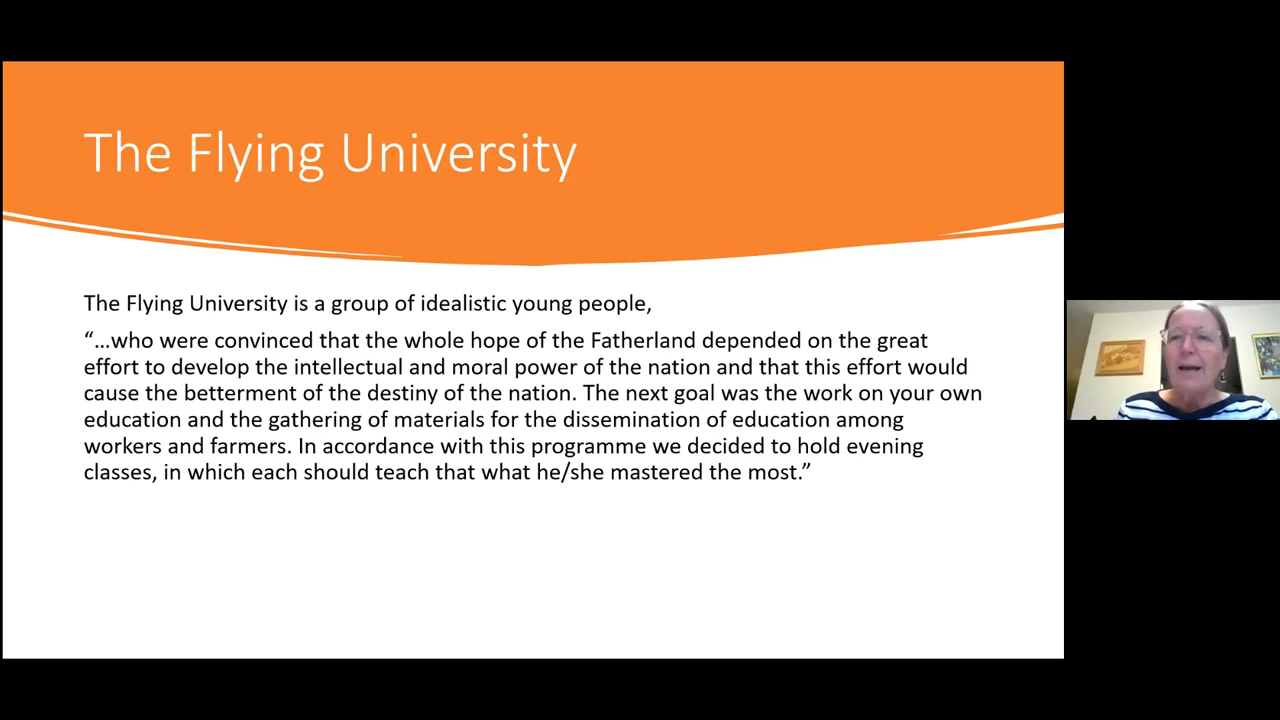 The Flying University
The Flying University is a group of idealistic young people,
“…who were convinced that the whole hope of the Fatherland depended on the great
effort to develop the intellectual and moral power of the nation and that this effort would
cause the betterment of the destiny of the nation. The next goal was the work on your own
education and the gathering of materials for the dissemination of education among
workers and farmers. In accordance with this programme we decided to hold evening
classes, in which each should teach that what he/she mastered the most.”